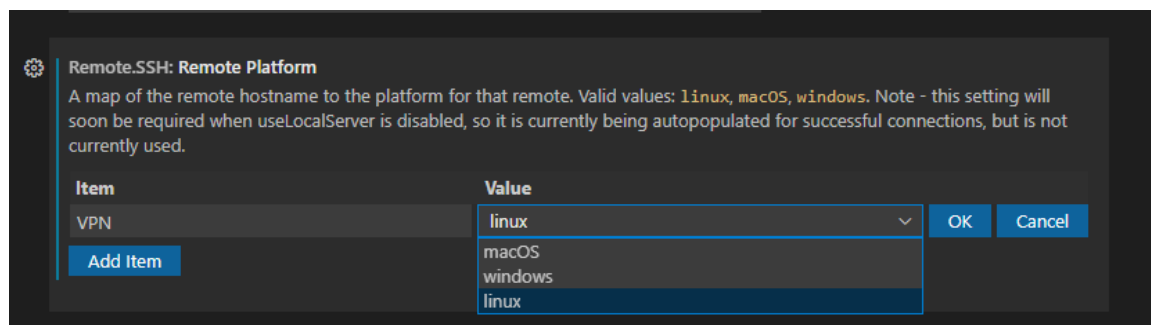 Remote.SSH: Remote Platform
A map of the remote hostname to the platform for that remote. Valid values: linux, macOS, windows. Note - this setting will
soon be required when useLocalServer is disabled, so it is currently being autopopulated for successful connections, but is not
currently used.
Item Value
VPN linux OK Cancel
Add Item
macOS
windows
linux